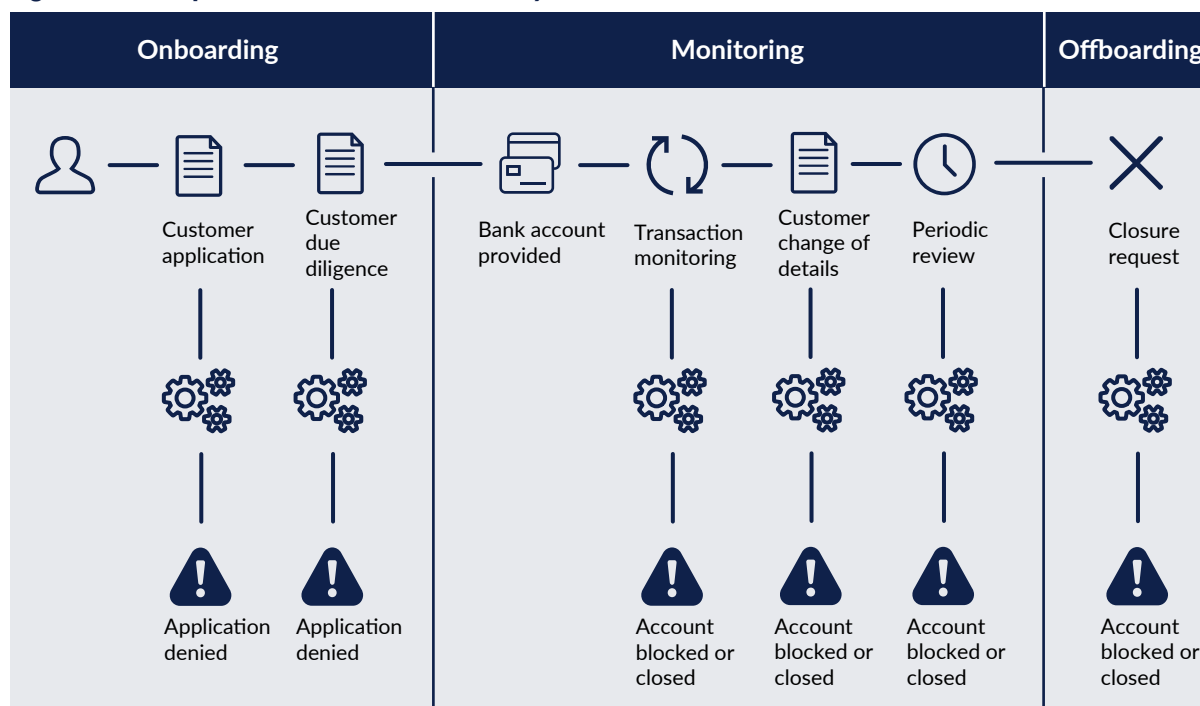 Onboarding
Monitoring
Offboarding
Customer
application
Customer
due
diligence
Bank account
provided
Transaction
monitoring
Customer
change of
details
Periodic
review
Closure
request
Application
denied
Application
denied
Account
blocked or
closed
Account
blocked or
closed
Account
blocked or
closed
Account
blocked or
closed